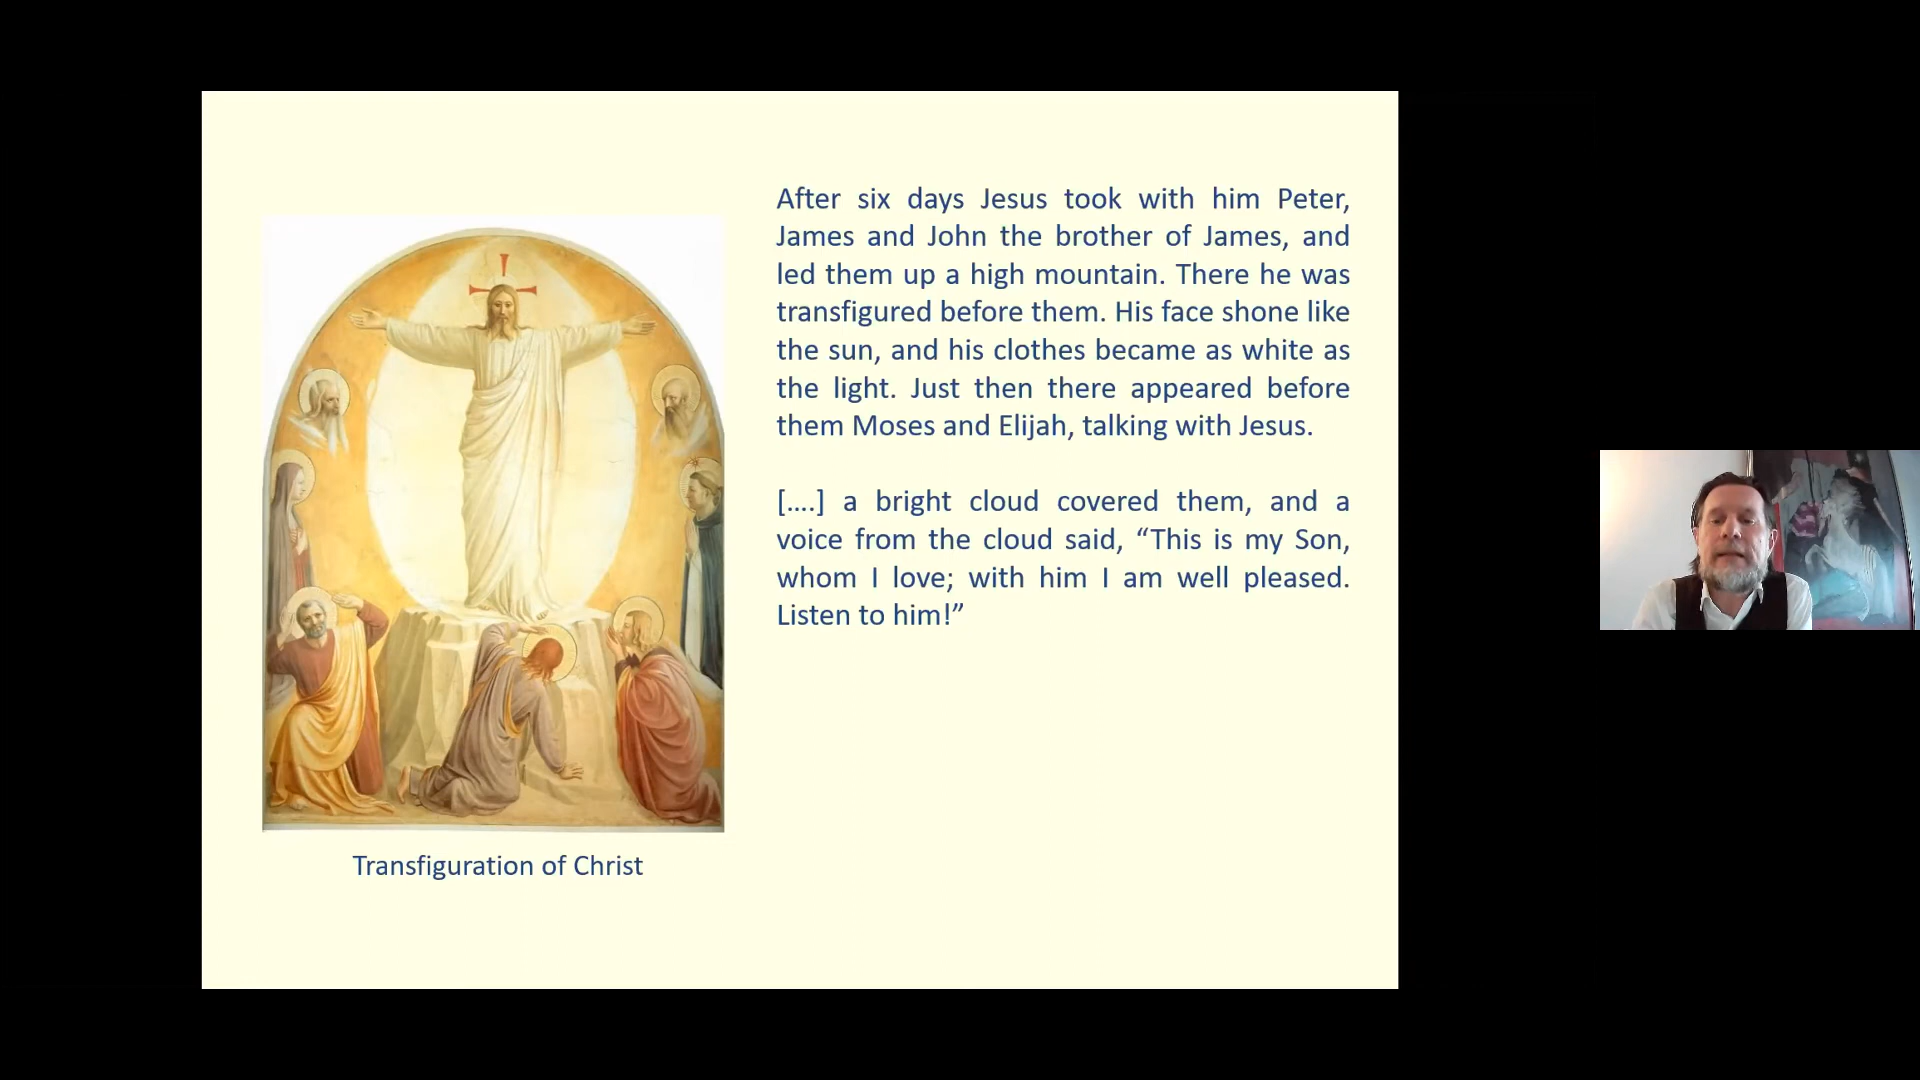 After six days Jesus took with him Peter,
James and John the brother of James, and
led them up a high mountain. There he was
transfigured before them. His face shone like
the sun, and his clothes became as white as
the light. Just then there appeared before
them Moses and Elijah, talking with Jesus.
[....] a bright cloud covered them, and a
voice from the cloud said, “This is my Son,
whom I love; with him I am well pleased.
Listen to him!”
Transfiguration of Christ